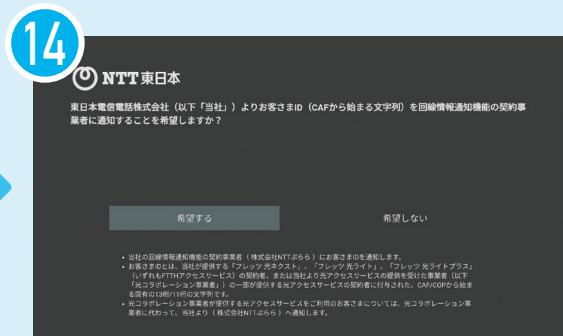 14
NTT東日本
東日本電信電話株式会社（以下「当社」）よりお客さまID（CAFから始まる文字列）を回線情報通知機能の契約事
業者に通知することを希望しますか？
希望する
希望しない
• 当社の回線情報通知機能の契約事業者（株式会社NTTぷらら）にお客さまIDを通知します。
• お客さまIDとは、当社が提供する「フレッツ 光ネクスト」、「フレッツ 光ライト」、「フレッツ 光ライトプラス」
（いずれもFTTHアクセスサービス）の契約者、または当社より光アクセスサービスの提供を受けた事業者（以下
「光コラボレーション事業者」）の一部が提供する光アクセスサービスの契約者に付与された、CAF/COPから始ま
る固有の13桁/11桁の文字列です。
• 光コラボレーション事業者が提供する光アクセスサービスをご利用のお客さまについては、光コラボレーション事
業者に代わって、当社より（株式会社NTTぷらら）へ通知します。